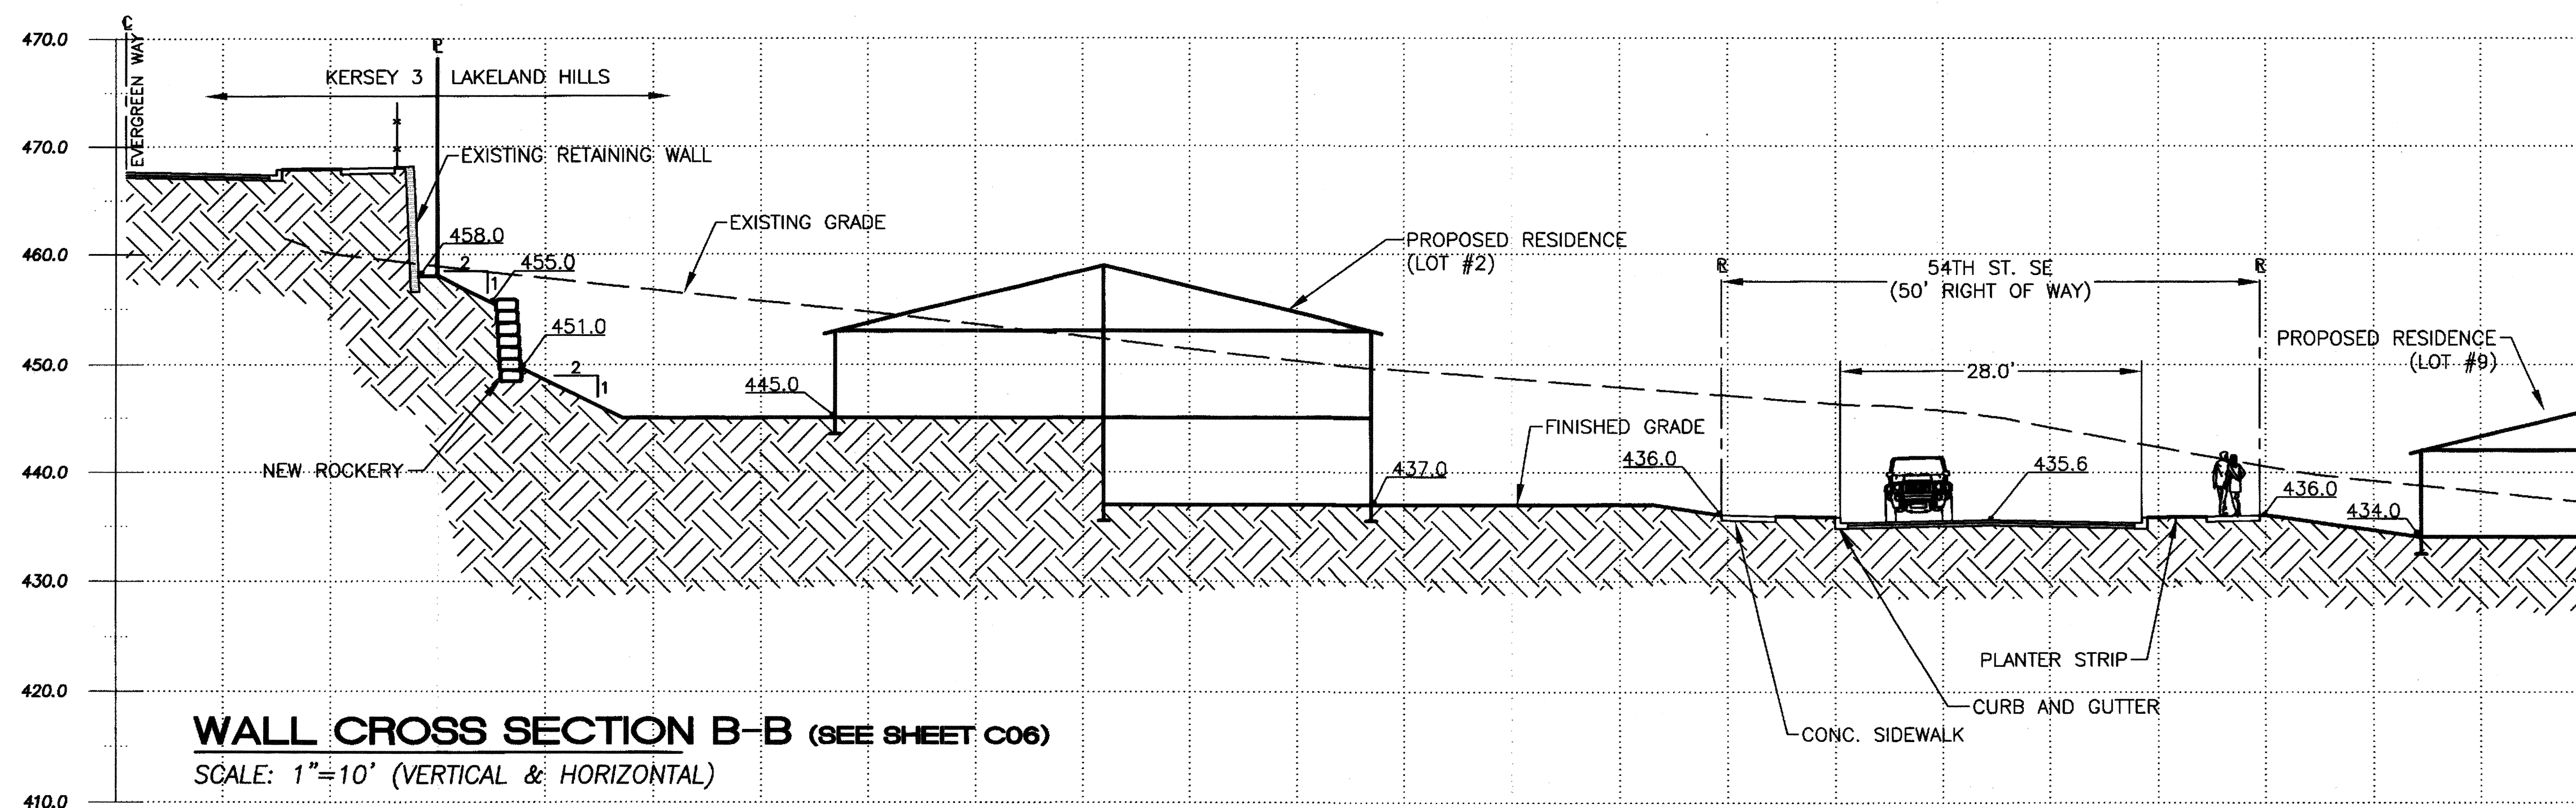 470.0
470.0
460.0
450.0
440.0
430.0
420.0
410.0
EVERGREEN WAY
KERSEY 3
LAKELAND HILLS
EXISTING RETAINING WALL
458.0
2
1
455.0
451.0
2
1
NEW ROCKERY
EXISTING GRADE
445.0
PROPOSED RESIDENCE
(LOT #2)
437.0
FINISHED GRADE
436.0
54TH ST. SE
(50' RIGHT OF WAY)
28.0'
435.6
436.0
434.0
PROPOSED RESIDENCE
(LOT #9)
PLANTER STRIP
CURB AND GUTTER
CONC. SIDEWALK
WALL CROSS SECTION B-B (SEE SHEET C06)
SCALE: 1"=10' (VERTICAL & HORIZONTAL)